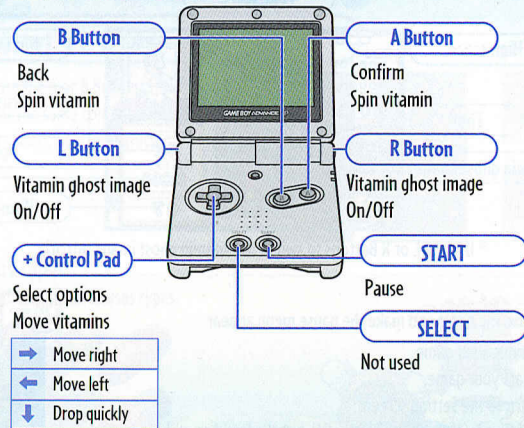 B Button
Back
Spin vitamin
A Button
Confirm
Spin vitamin
GAME BOY ADVANCE SP
L Button
Vitamin ghost image
On/Off
R Button
Vitamin ghost image
On/Off
+ Control Pad
Select options
Move vitamins
➡ Move right
⬅ Move left
⬇ Drop quickly
START
Pause
SELECT
Not used